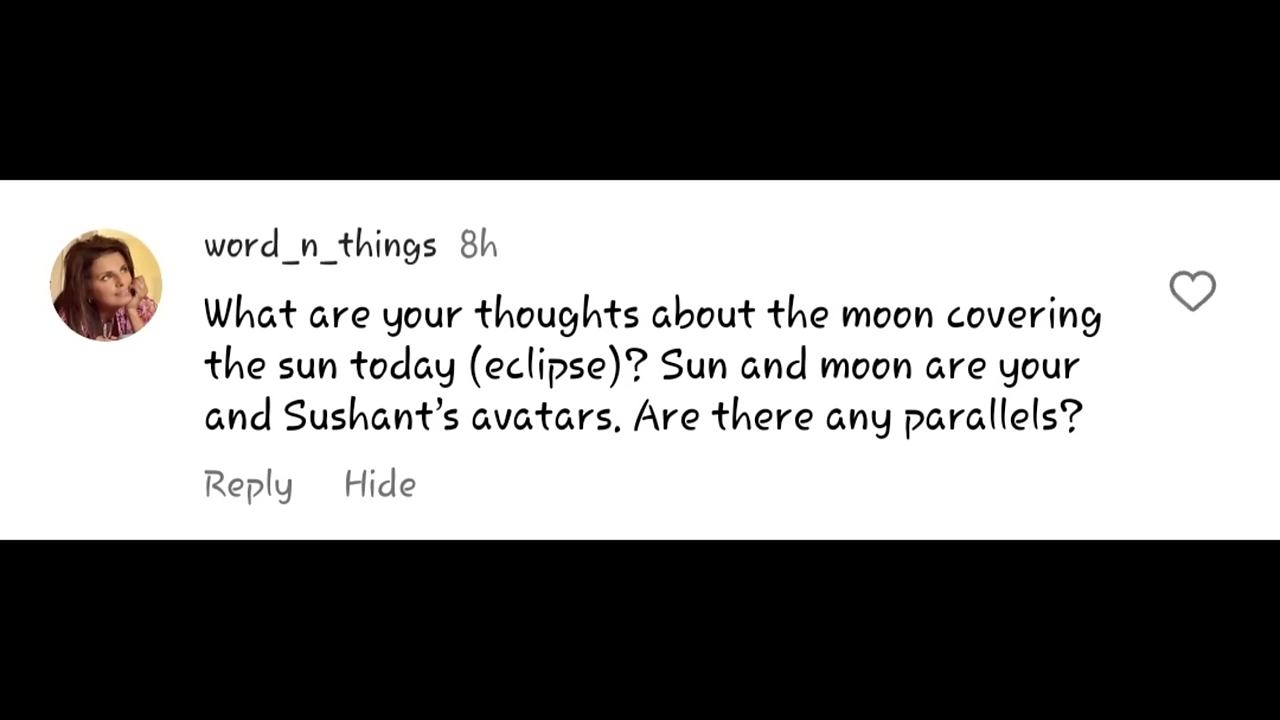 word_n_things 8h
What are your thoughts about the moon covering
the sun today (eclipse)? Sun and moon are your
and Sushant's avatars. Are there any parallels?
Reply Hide